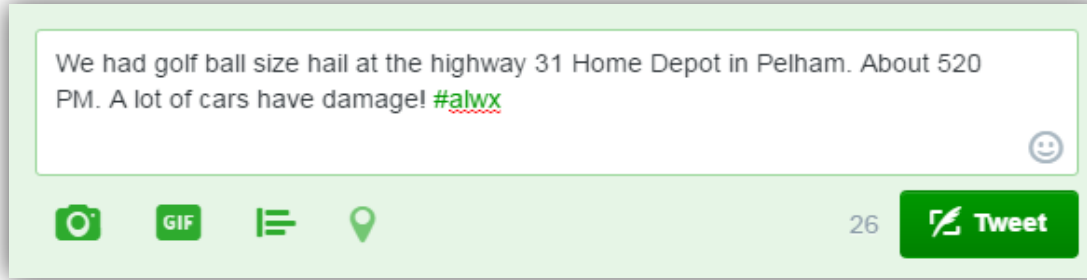 We had golf ball size hail at the highway 31 Home Depot in Pelham. About 520
PM. A lot of cars have damage! #alwx
GIF
26
Tweet